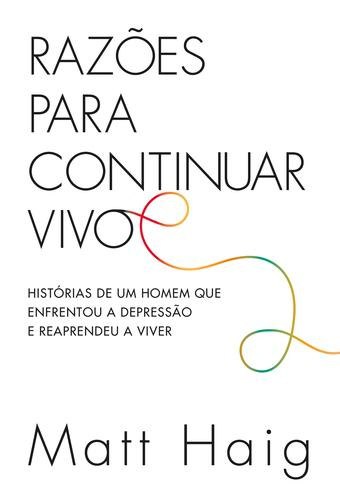 RAZÕES
PARA
CONTINUAR
VIVO
HISTÓRIAS DE UM HOMEM QUE
ENFRENTOU A DEPRESSÃO
E REAPRENDEU A VIVER
Matt Haig